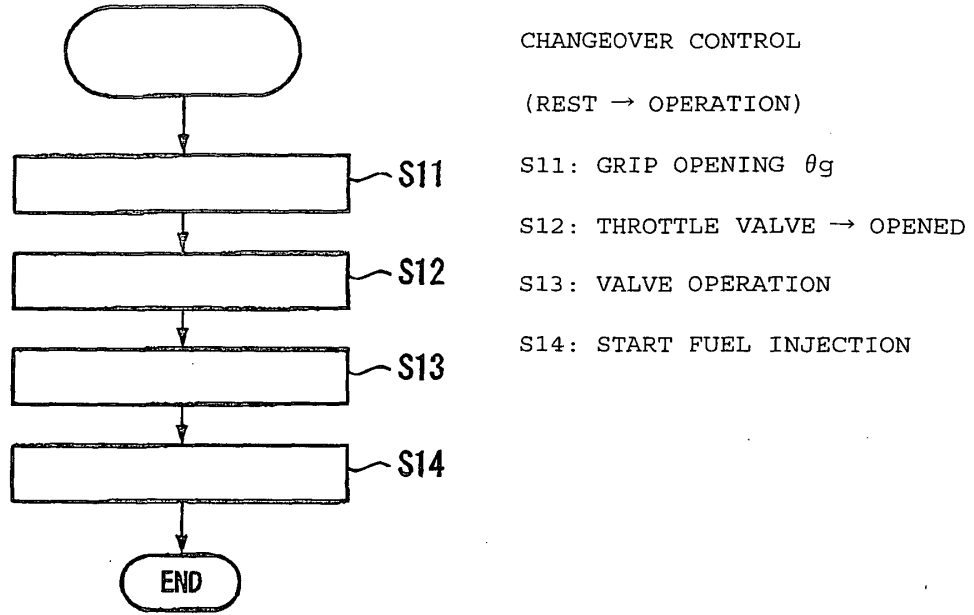 CHANGEOVER CONTROL
(REST → OPERATION)
S11: GRIP OPENING θg
S12: THROTTLE VALVE → OPENED
S13: VALVE OPERATION
S14: START FUEL INJECTION
S11
S12
S13
S14
END